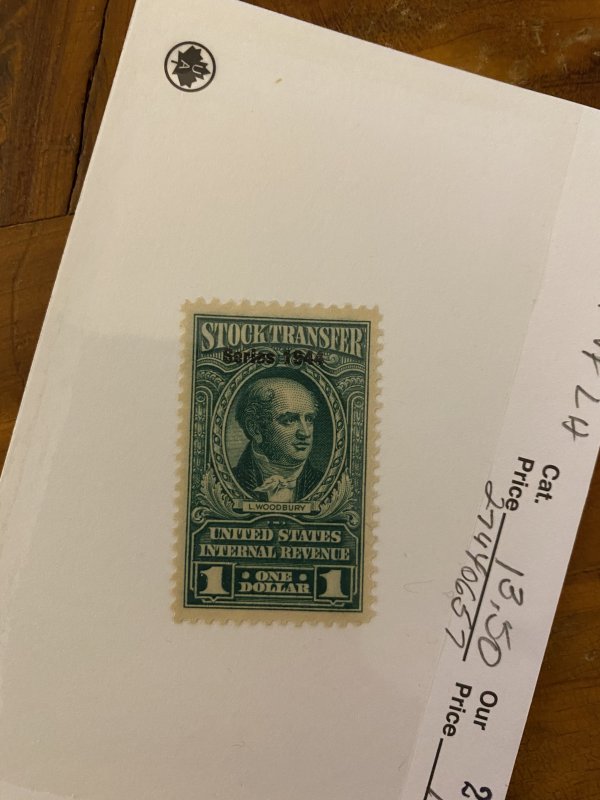 U
A
STOCK TRANSFER
Series 1944
L. WOODBURY
UNITED STATES
INTERNAL REVENUE
1 ONE DOLLAR 1
Cat.
Price 13,50
27440657
Our
Price